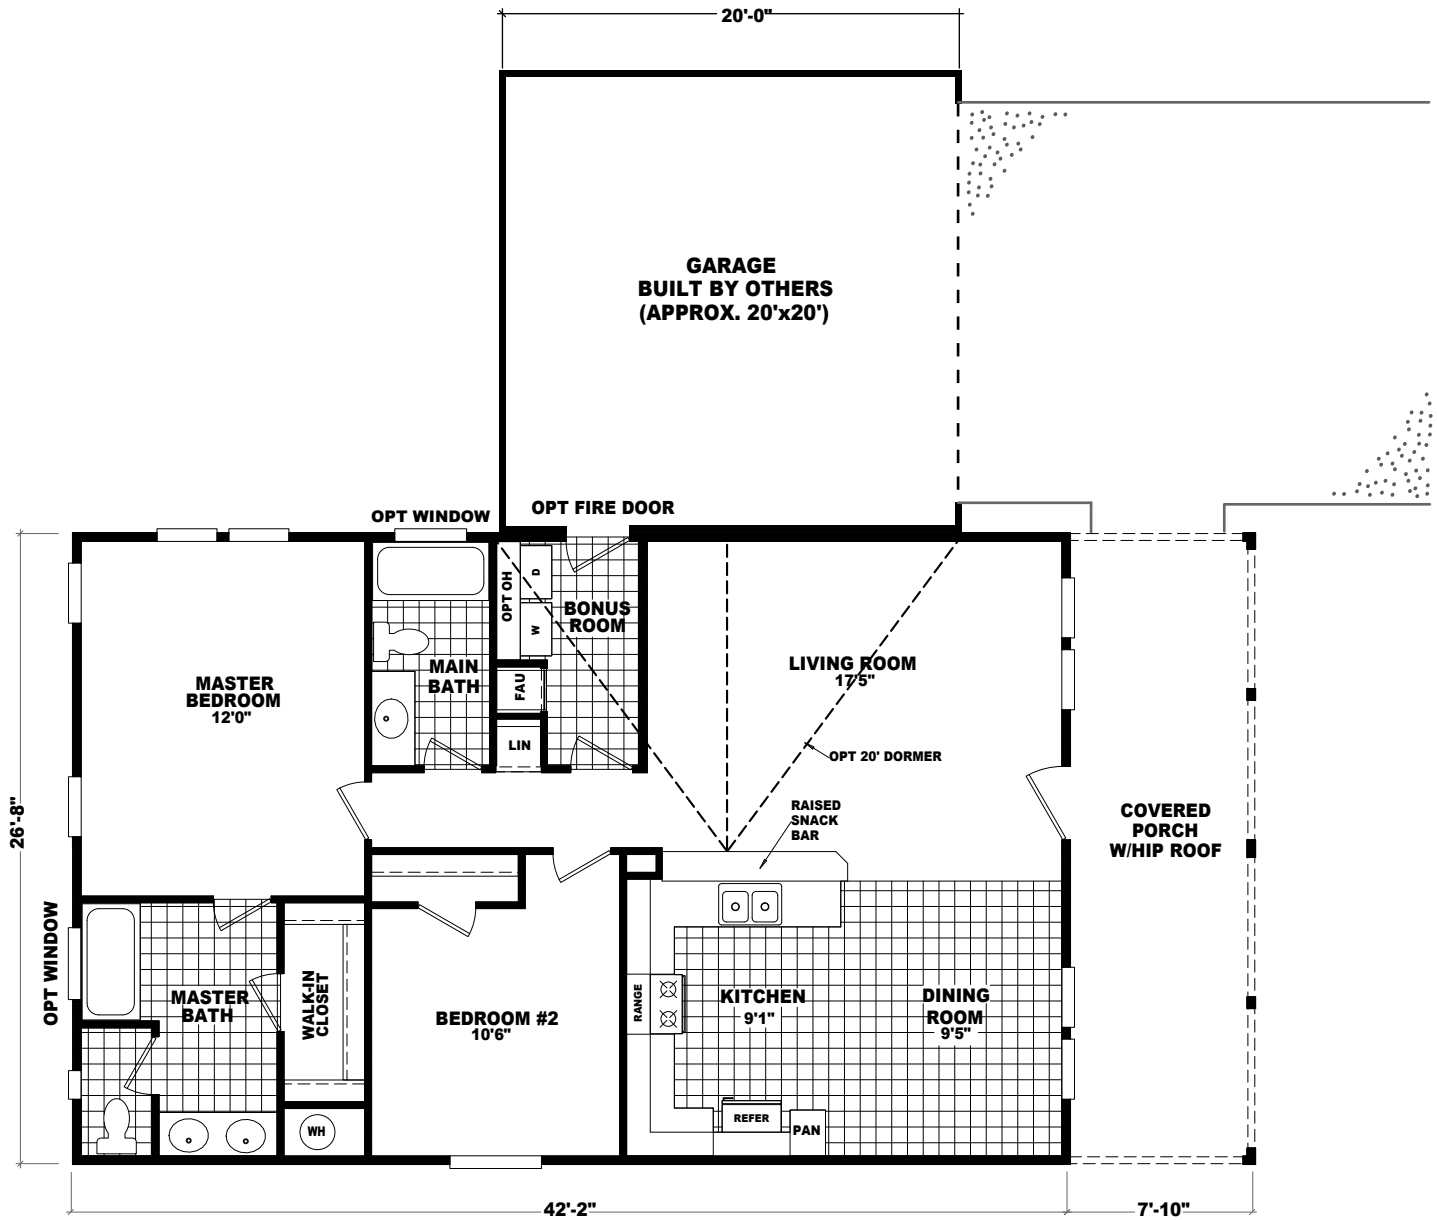 20'-0"
GARAGE
BUILT BY OTHERS
(APPROX. 20'x20')
OPT FIRE DOOR
OPT WINDOW
OPT OH
D
W
BONUS
ROOM
MAIN
BATH
FAU
LIN
MASTER
BEDROOM
12'0"
LIVING ROOM
17'5"
OPT 20' DORMER
RAISED
SNACK
BAR
COVERED
PORCH
W/HIP ROOF
26'-8"
OPT WINDOW
MASTER
BATH
WALK-IN
CLOSET
WH
BEDROOM #2
10'6"
RANGE
KITCHEN
9'1"
DINING
ROOM
9'5"
REFER
PAN
42'-2"
7'-10"